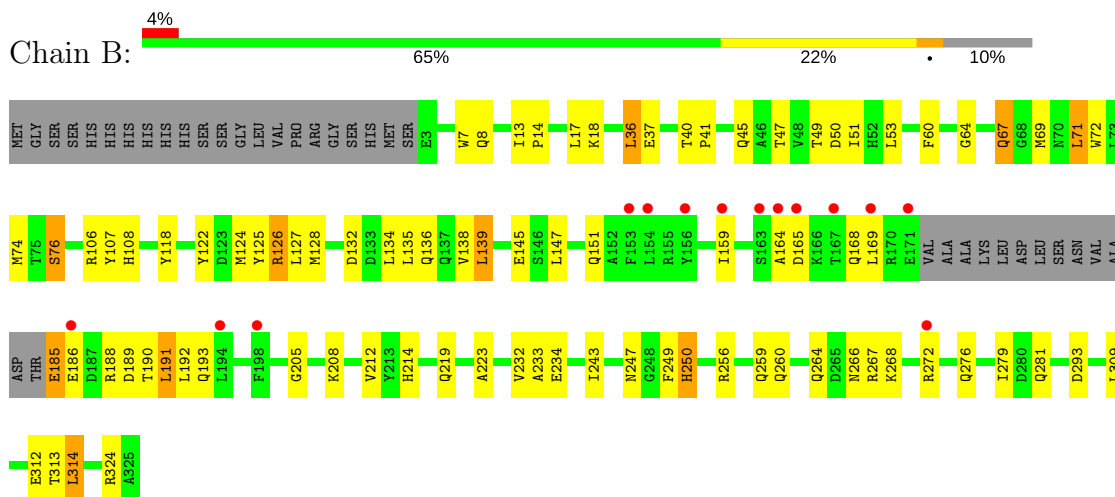 4%
Chain B:
65% 22% • 10%
MET GLY SER SER HIS HIS HIS HIS HIS HIS SER SER GLY LEU VAL PRO ARG GLY SER HIS MET SER E3 W7 Q8 I13 P14 L17 K18 L36 E37 T40 P41 Q45 A46 T47 V48 T49 D50 I51 H52 L53 F60 G64 Q67 G68 M69 N70 L71 W72 L73
M74 T75 S76 R106 Y107 H108 Y118 Y122 D123 M124 Y125 R126 L127 M128 D132 D133 L134 L135 Q136 Q137 V138 L139 E145 S146 L147 Q151 A152 F153 L154 R155 Y156 I159 S163 A164 D165 K166 T167 Q168 L169 R170 E171 VAL ALA ALA LYS LEU ASP LEU SER ASN VAL ALA
ASP THR E185 E186 D187 R188 D189 T190 L191 L192 Q193 L194 F198 G205 K208 V212 Y213 H214 Q219 A223 V232 A233 E234 I243 N247 G248 F249 H250 R256 Q259 Q260 Q264 D265 N266 R267 K268 R272 Q276 I279 D280 Q281 D293 L309
E312 T313 L314 R324 A325